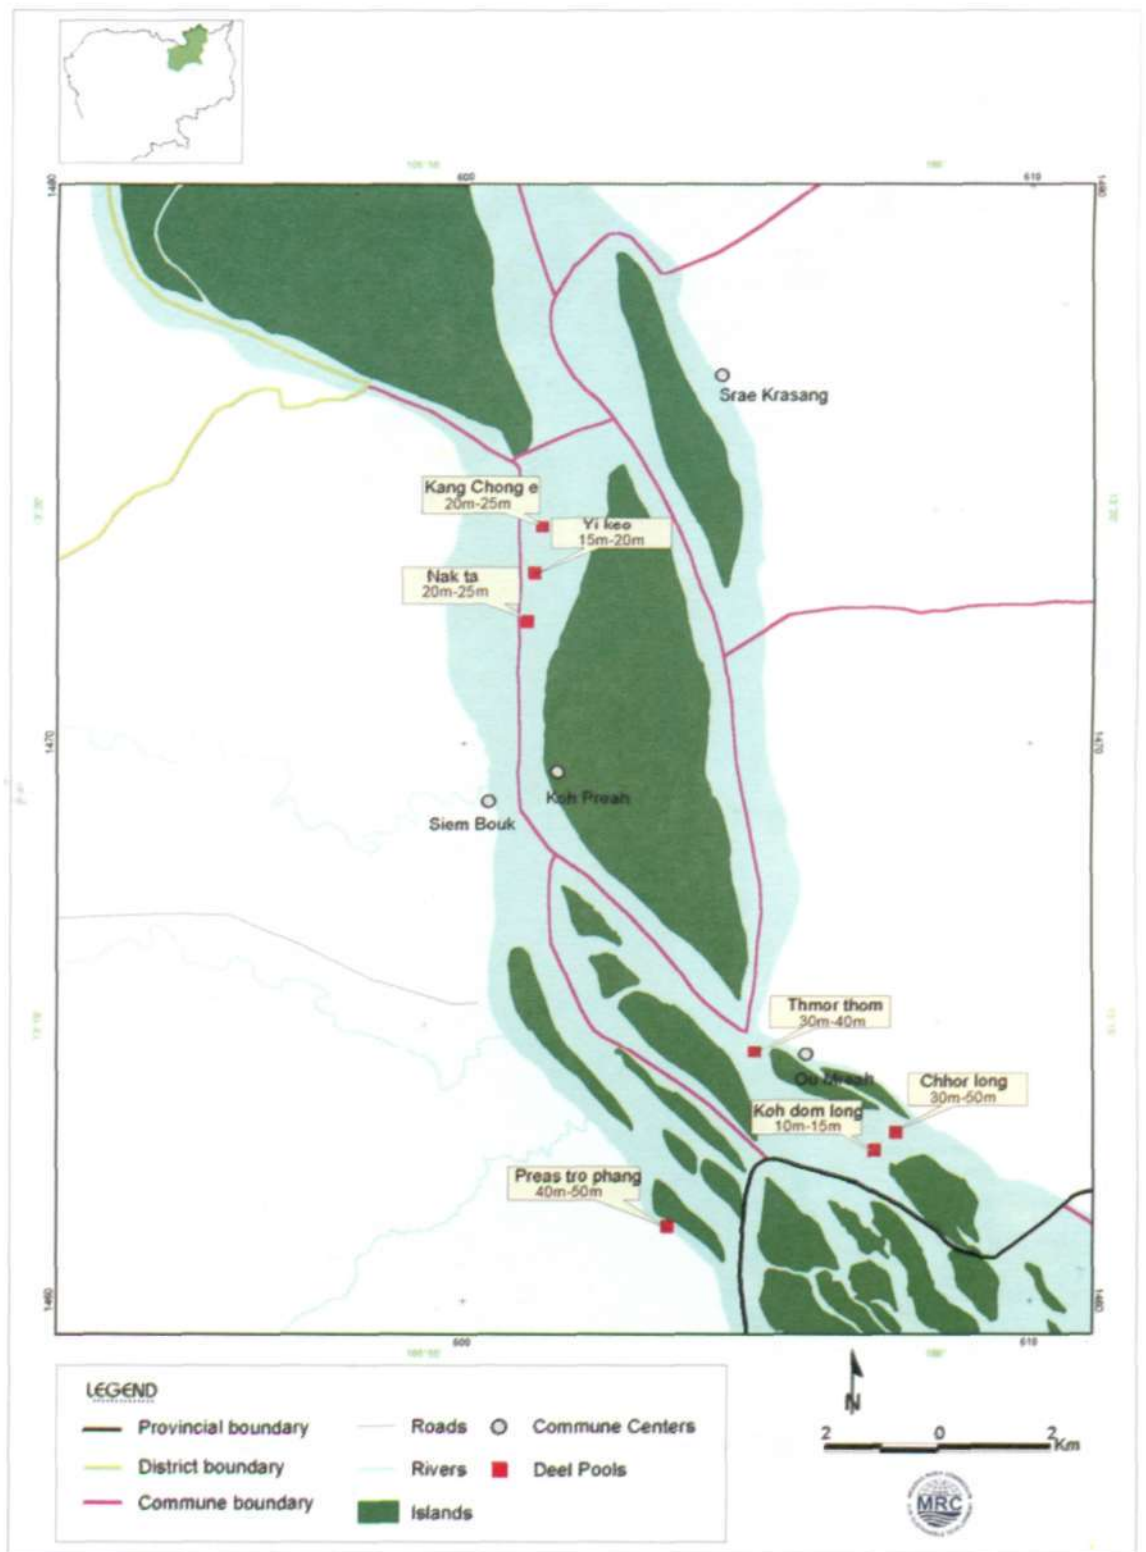 600
610
1480
1480
Srae Krasang
Kang Chong e
20m-25m
Yi keo
15m-20m
Nak ta
20m-25m
1470
1470
Koh Preah
Siem Bouk
Thmor thom
30m-40m
Ou Mreah
Chhor long
30m-50m
Koh dom long
10m-15m
Preas tro phang
40m-50m
1460
600
610
LEGEND
Provincial boundary
Roads
Commune Centers
District boundary
Rivers
Deel Pools
Commune boundary
Islands
N
2 0 2
Km
MRC